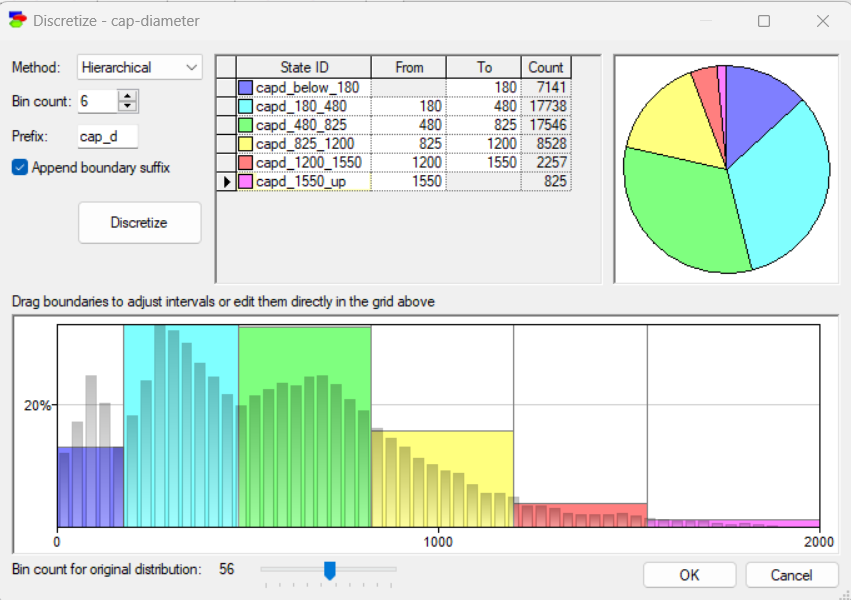 Discretize - cap-diameter
Method: Hierarchical
Bin count: 6
Prefix: cap_d
Append boundary suffix
Discretize
State ID From To Count
capd_below_180 180 7141
capd_180_480 180 480 17738
capd_480_825 480 825 17546
capd_825_1200 825 1200 8528
capd_1200_1550 1200 1550 2257
capd_1550_up 1550 825
Drag boundaries to adjust intervals or edit them directly in the grid above
20%
0 1000 2000
Bin count for original distribution: 56
OK Cancel